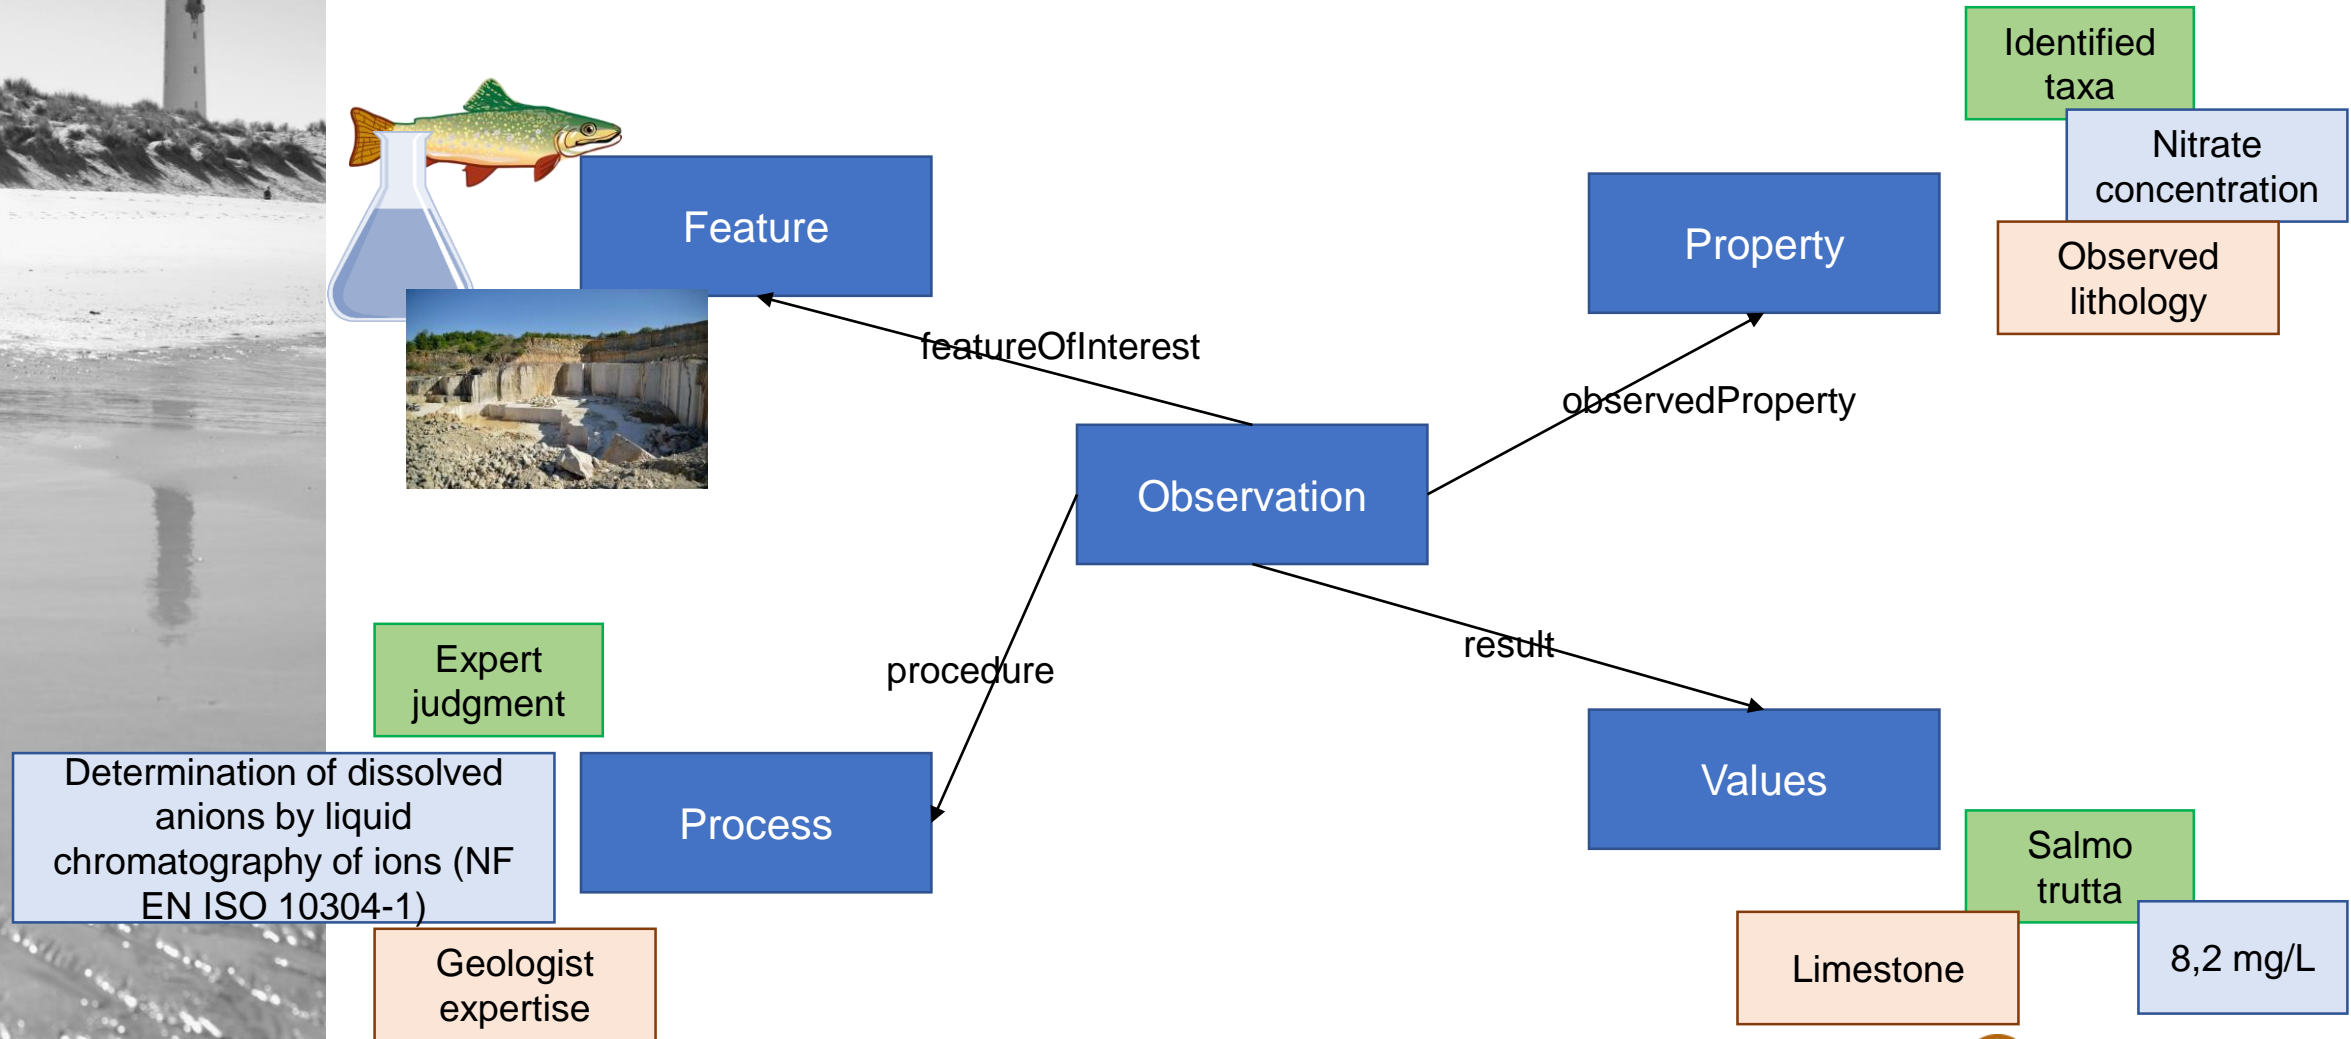 Identified
taxa
Nitrate
concentration
Observed
lithology
Feature
Property
featureOfInterest
observedProperty
Observation
procedure
result
Expert
judgment
Determination of dissolved
anions by liquid
chromatography of ions (NF
EN ISO 10304-1)
Geologist
expertise
Process
Values
Salmo
trutta
Limestone
8,2 mg/L